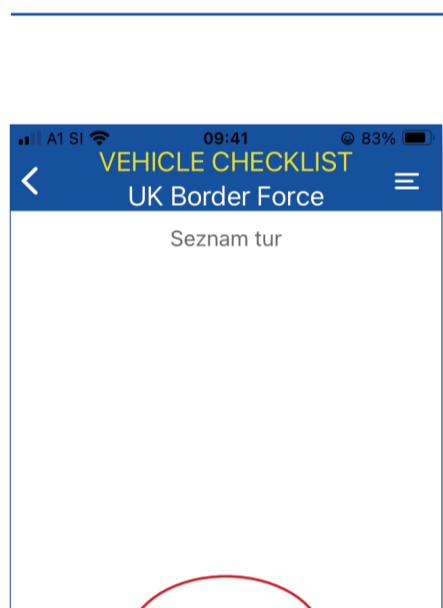 A1 SI 09:41 83%
VEHICLE CHECKLIST
UK Border Force
Seznam tur